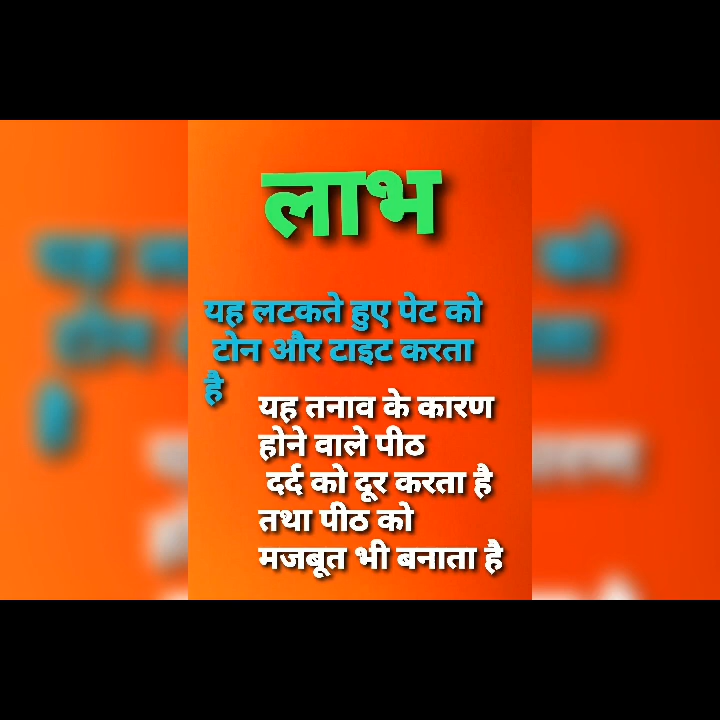 लाभ
यह लटकते हुए पेट को
टोन और टाइट करता
है
यह तनाव के कारण
होने वाले पीठ
दर्द को दूर करता है
तथा पीठ को
मजबूत भी बनाता है